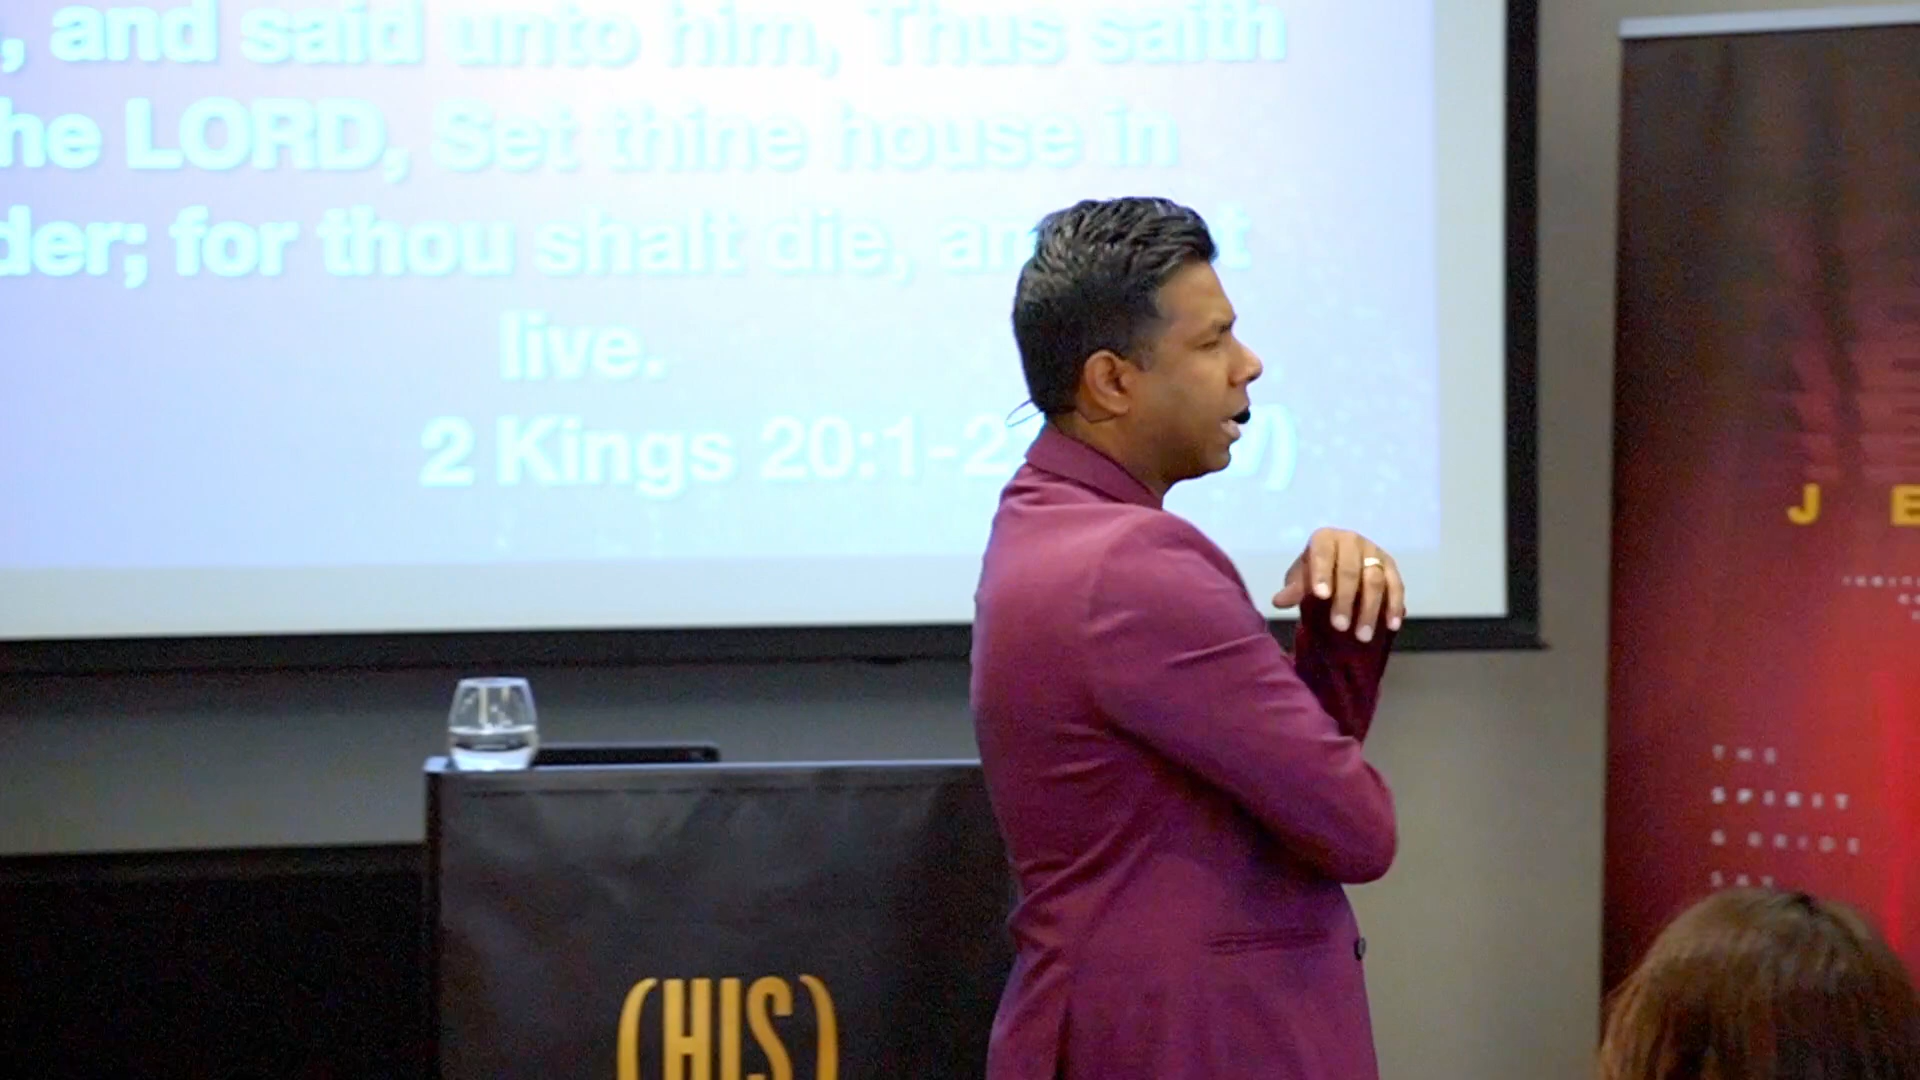 , and said unto him, Thus saith
he LORD, Set thine house in
der; for thou shalt die, an t
live.
2 Kings 20:1-2 V)
(HIS)
J E
THE
SPIRIT
& BRIDE
SAY